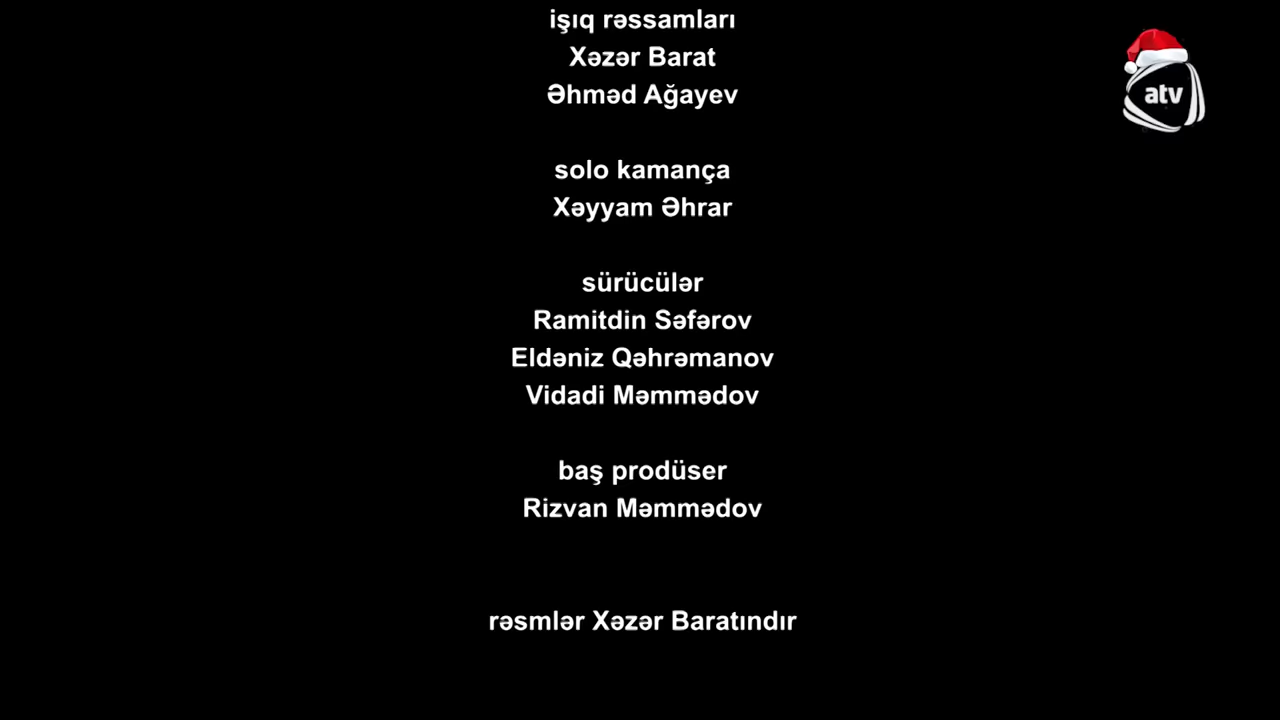 işıq rəssamları
Xəzər Barat
Əhməd Ağayev
atv
solo kamança
Xəyyam Əhrar
sürücülər
Ramitdin Səfərov
Eldəniz Qəhrəmanov
Vidadi Məmmədov
baş prodüser
Rizvan Məmmədov
rəsmlər Xəzər Baratındır